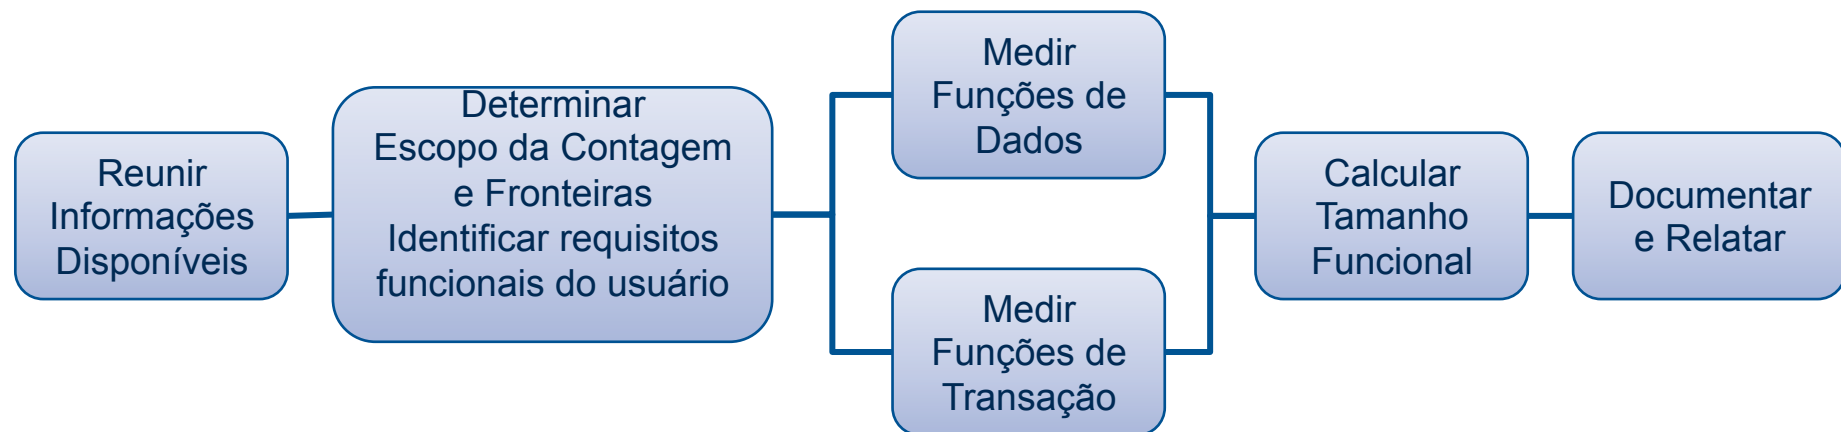 Reunir
Informações
Disponíveis
Determinar
Escopo da Contagem
e Fronteiras
Identificar requisitos
funcionais do usuário
Medir
Funções de
Dados
Medir
Funções de
Transação
Calcular
Tamanho
Funcional
Documentar
e Relatar